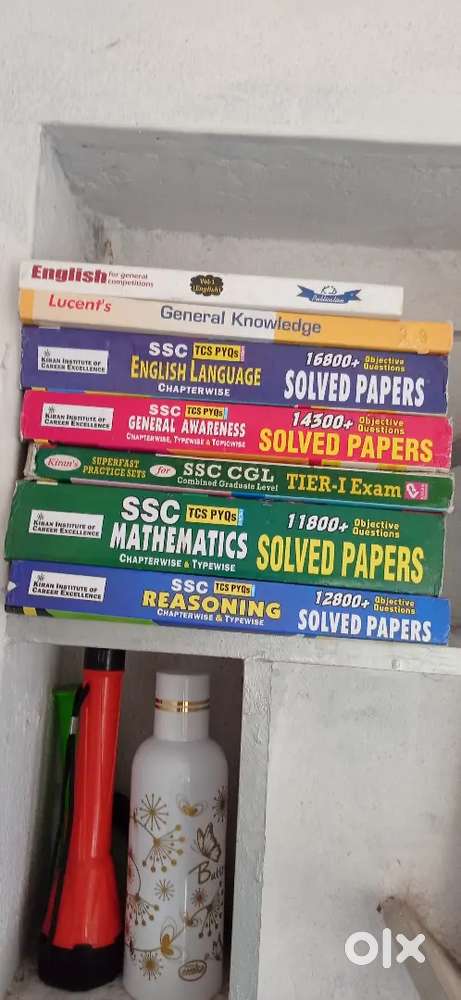 English for general competitions
Vol-1 (English)
Publication
Lucent's General Knowledge
KIRAN INSTITUTE OF CAREER EXCELLENCE
SSC TCS PYQs
ENGLISH LANGUAGE
CHAPTERWISE
16800+ Objective Questions
SOLVED PAPERS
KIRAN INSTITUTE OF CAREER EXCELLENCE
SSC TCS PYQs
GENERAL AWARENESS
CHAPTERWISE, TYPEWISE & TOPICWISE
14300+ Objective Questions
SOLVED PAPERS
Kiran's SUPERFAST PRACTICE SETS for SSC CGL
Combined Graduate Level
TIER-I Exam
KIRAN INSTITUTE OF CAREER EXCELLENCE
SSC TCS PYQs
MATHEMATICS
CHAPTERWISE & TYPEWISE
11800+ Objective Questions
SOLVED PAPERS
KIRAN INSTITUTE OF CAREER EXCELLENCE
SSC TCS PYQs
REASONING
CHAPTERWISE & TYPEWISE
12800+ Objective Questions
SOLVED PAPERS
olx